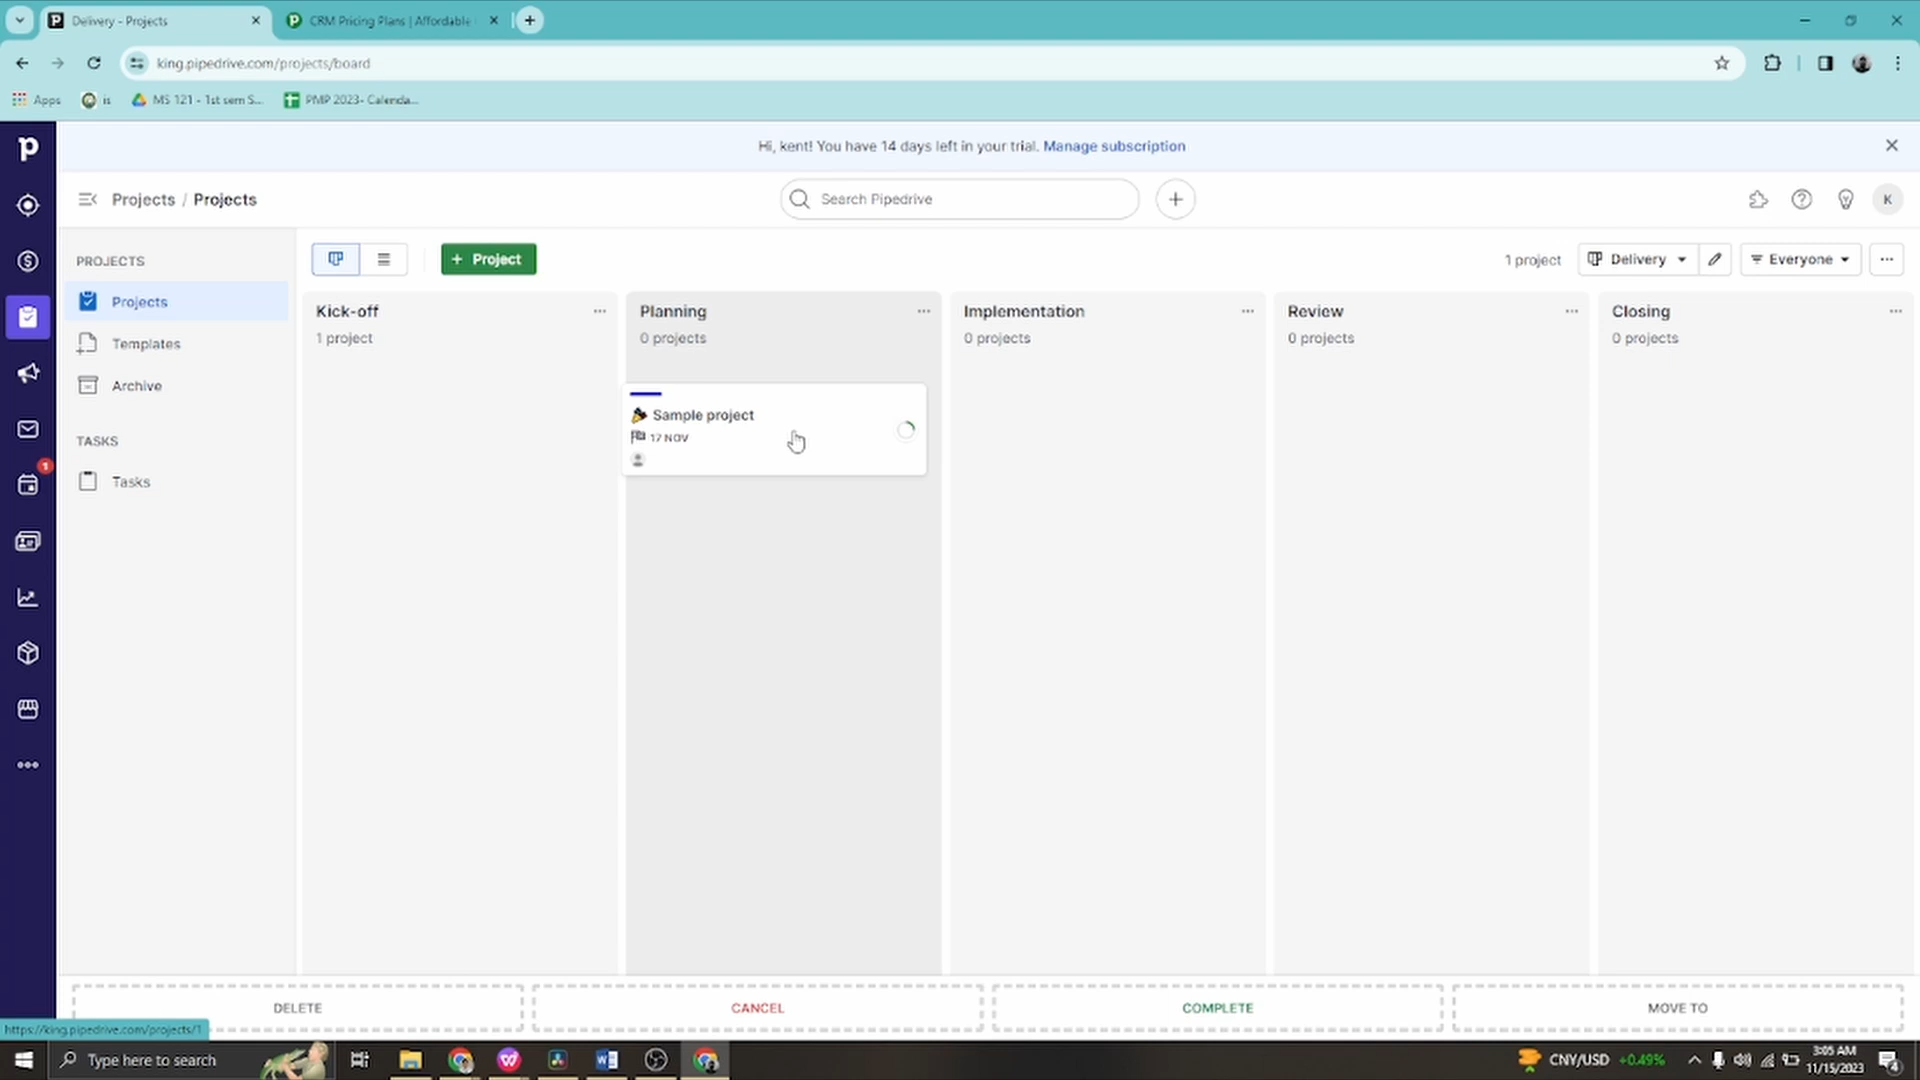 Delivery - Projects
CRM Pricing Plans | Affordable
king.pipedrive.com/projects/board
Apps
is
MS 121 - 1st sem S...
PMP 2023- Calenda...
Hi, kent! You have 14 days left in your trial. Manage subscription
Projects / Projects
Search Pipedrive
K
PROJECTS
Projects
Templates
Archive
TASKS
Tasks
1
+ Project
1 project
Delivery
Everyone
Kick-off
1 project
Planning
0 projects
Implementation
0 projects
Review
0 projects
Closing
0 projects
Sample project
17 NOV
DELETE
CANCEL
COMPLETE
MOVE TO
https://king.pipedrive.com/projects/1
Type here to search
CNY/USD +0.49%
3:05 AM
11/15/2023
4